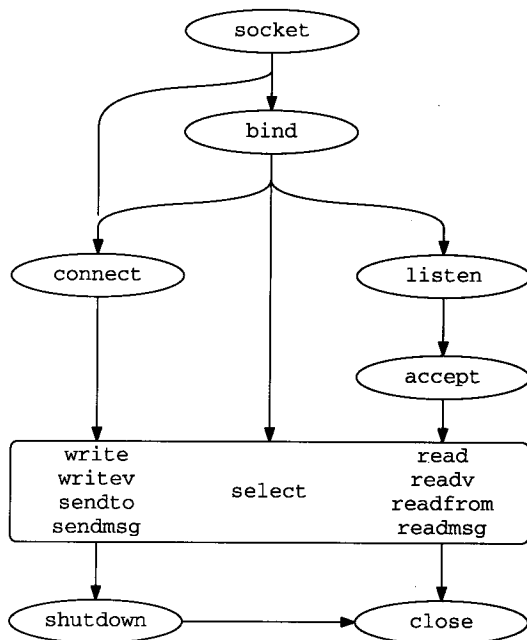 socket
bind
connect
listen
accept
write
writev
sendto
sendmsg
select
read
readv
readfrom
readmsg
shutdown
close